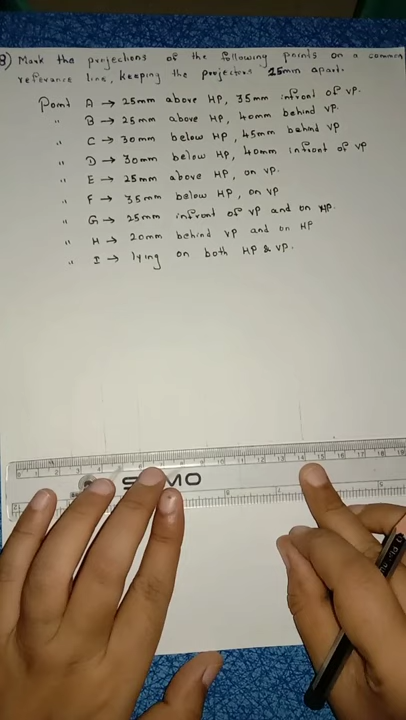 8) Mark the projections of the following points on a common
reference line, keeping the projectors 25mm apart.
Point A → 25mm above HP, 35mm infront of VP.
" B → 25mm above HP, 40mm behind VP.
" C → 30mm below HP, 45mm behind VP
" D → 30mm below HP, 40mm infront of VP
" E → 25mm above HP, on VP.
" F → 35mm below HP, on VP
" G → 25mm infront of VP and on HP.
" H → 20mm behind VP and on HP
" I → lying on both HP & VP.